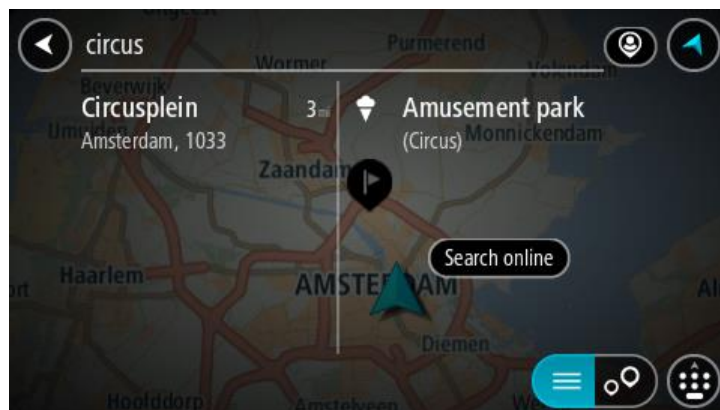 circus
Purmerend
Wormer
Volendam
Beverwijk
Circusplein
3 mi
Amusement park
Amsterdam, 1033
(Circus)
Monnickendam
Zaandam
Search online
Haarlem
AMSTERDAM
Diemen
Hoofddorp
Amstelveen